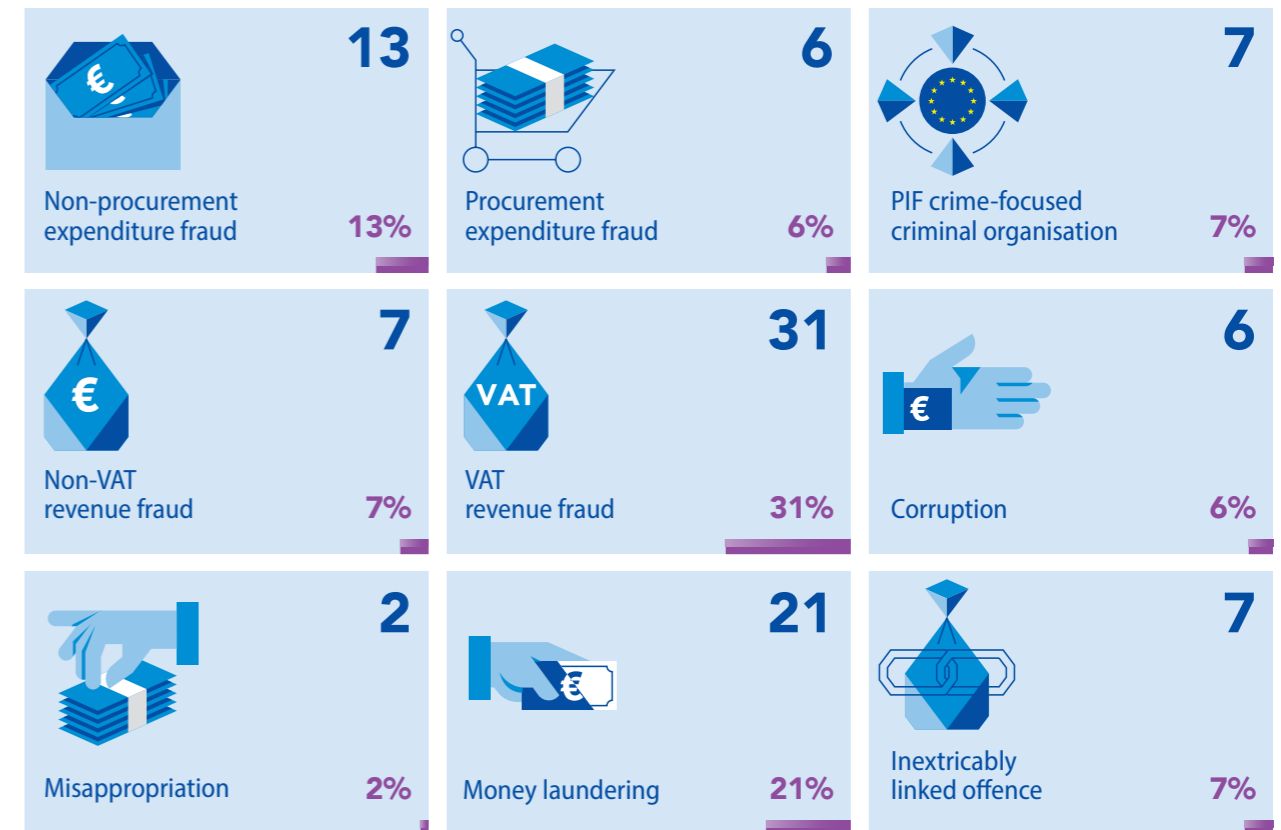 13
€
Non-procurement
expenditure fraud
13%
6
Procurement
expenditure fraud
6%
7
PIF crime-focused
criminal organisation
7%
7
€
Non-VAT
revenue fraud
7%
31
VAT
VAT
revenue fraud
31%
6
€
Corruption
6%
2
Misappropriation
2%
21
€
Money laundering
21%
7
Inextricably
linked offence
7%